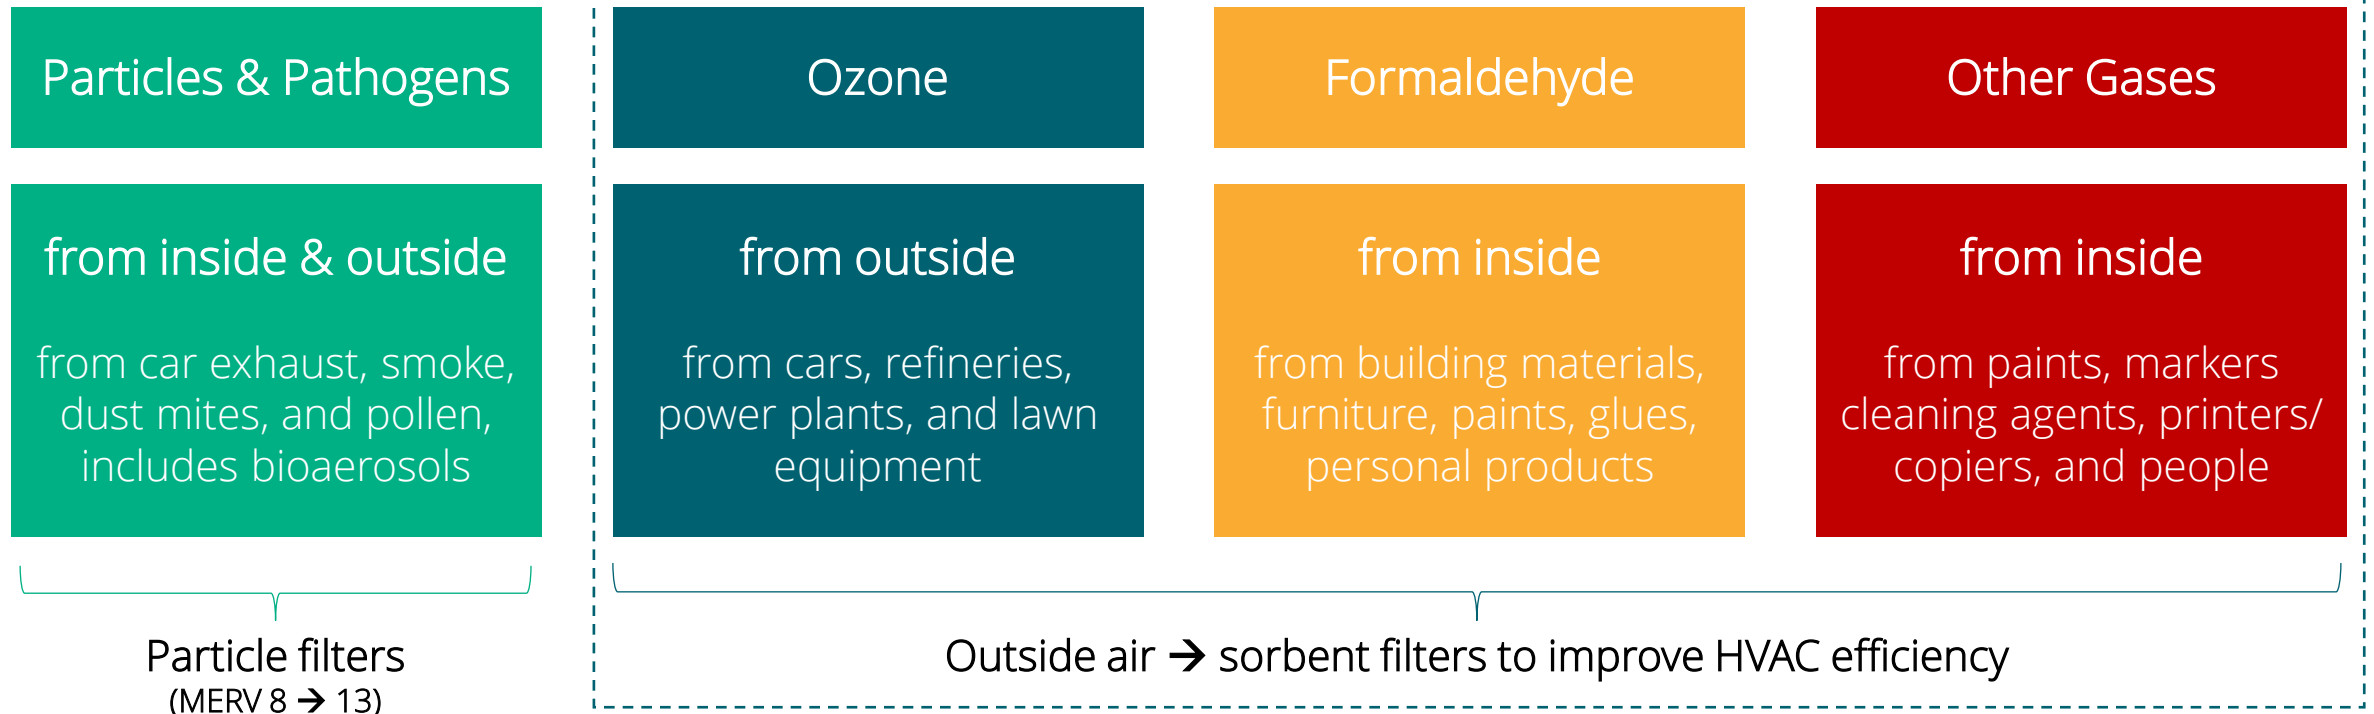 Particles & Pathogens
Ozone
Formaldehyde
Other Gases
from inside & outside
from car exhaust, smoke,
dust mites, and pollen,
includes bioaerosols
from outside
from cars, refineries,
power plants, and lawn
equipment
from inside
from building materials,
furniture, paints, glues,
personal products
from inside
from paints, markers
cleaning agents, printers/
copiers, and people
Particle filters
(MERV 8 → 13)
Outside air → sorbent filters to improve HVAC efficiency